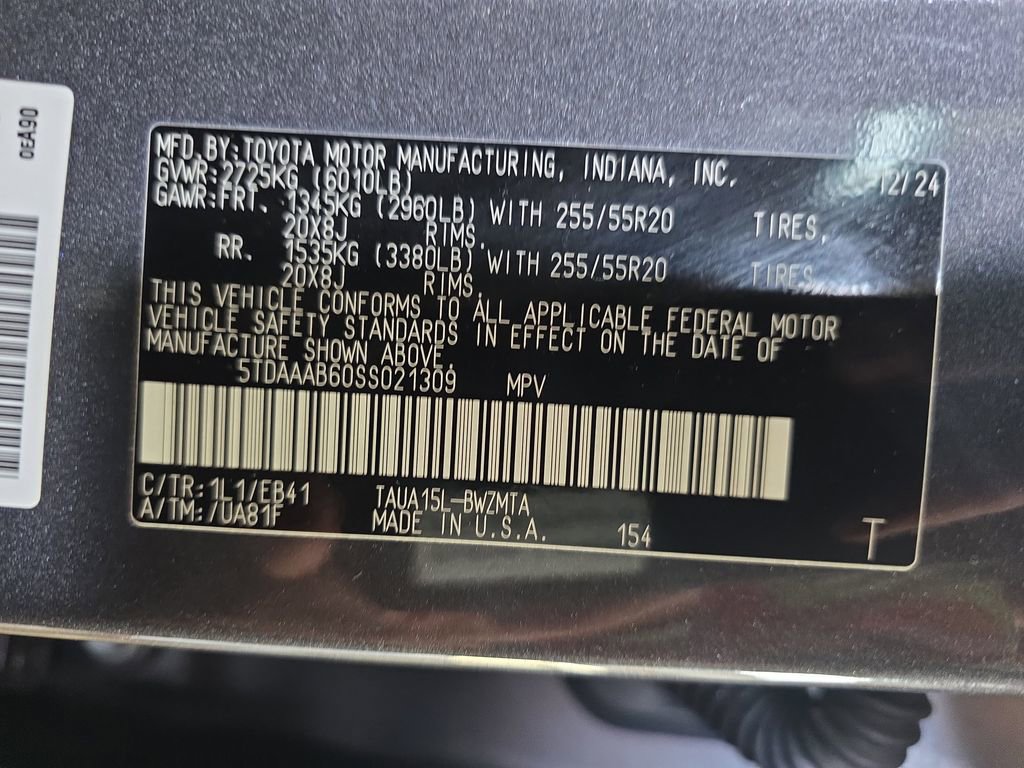 0EA90
MFD. BY: TOYOTA MOTOR MANUFACTURING, INDIANA, INC. 12/24
GVWR: 2725KG (6010LB)
GAWR: FRT. 1345KG (2960LB) WITH 255/55R20 TIRES,
20X8J RIMS.
RR. 1535KG (3380LB) WITH 255/55R20 TIRES,
20X8J RIMS.
THIS VEHICLE CONFORMS TO ALL APPLICABLE FEDERAL MOTOR
VEHICLE SAFETY STANDARDS IN EFFECT ON THE DATE OF
MANUFACTURE SHOWN ABOVE.
5TDAAAB60SS021309 MPV
C/TR: 1L1/EB41 TAUA15L-BWZMTA
A/TM: /UA81F MADE IN U.S.A. 154 T